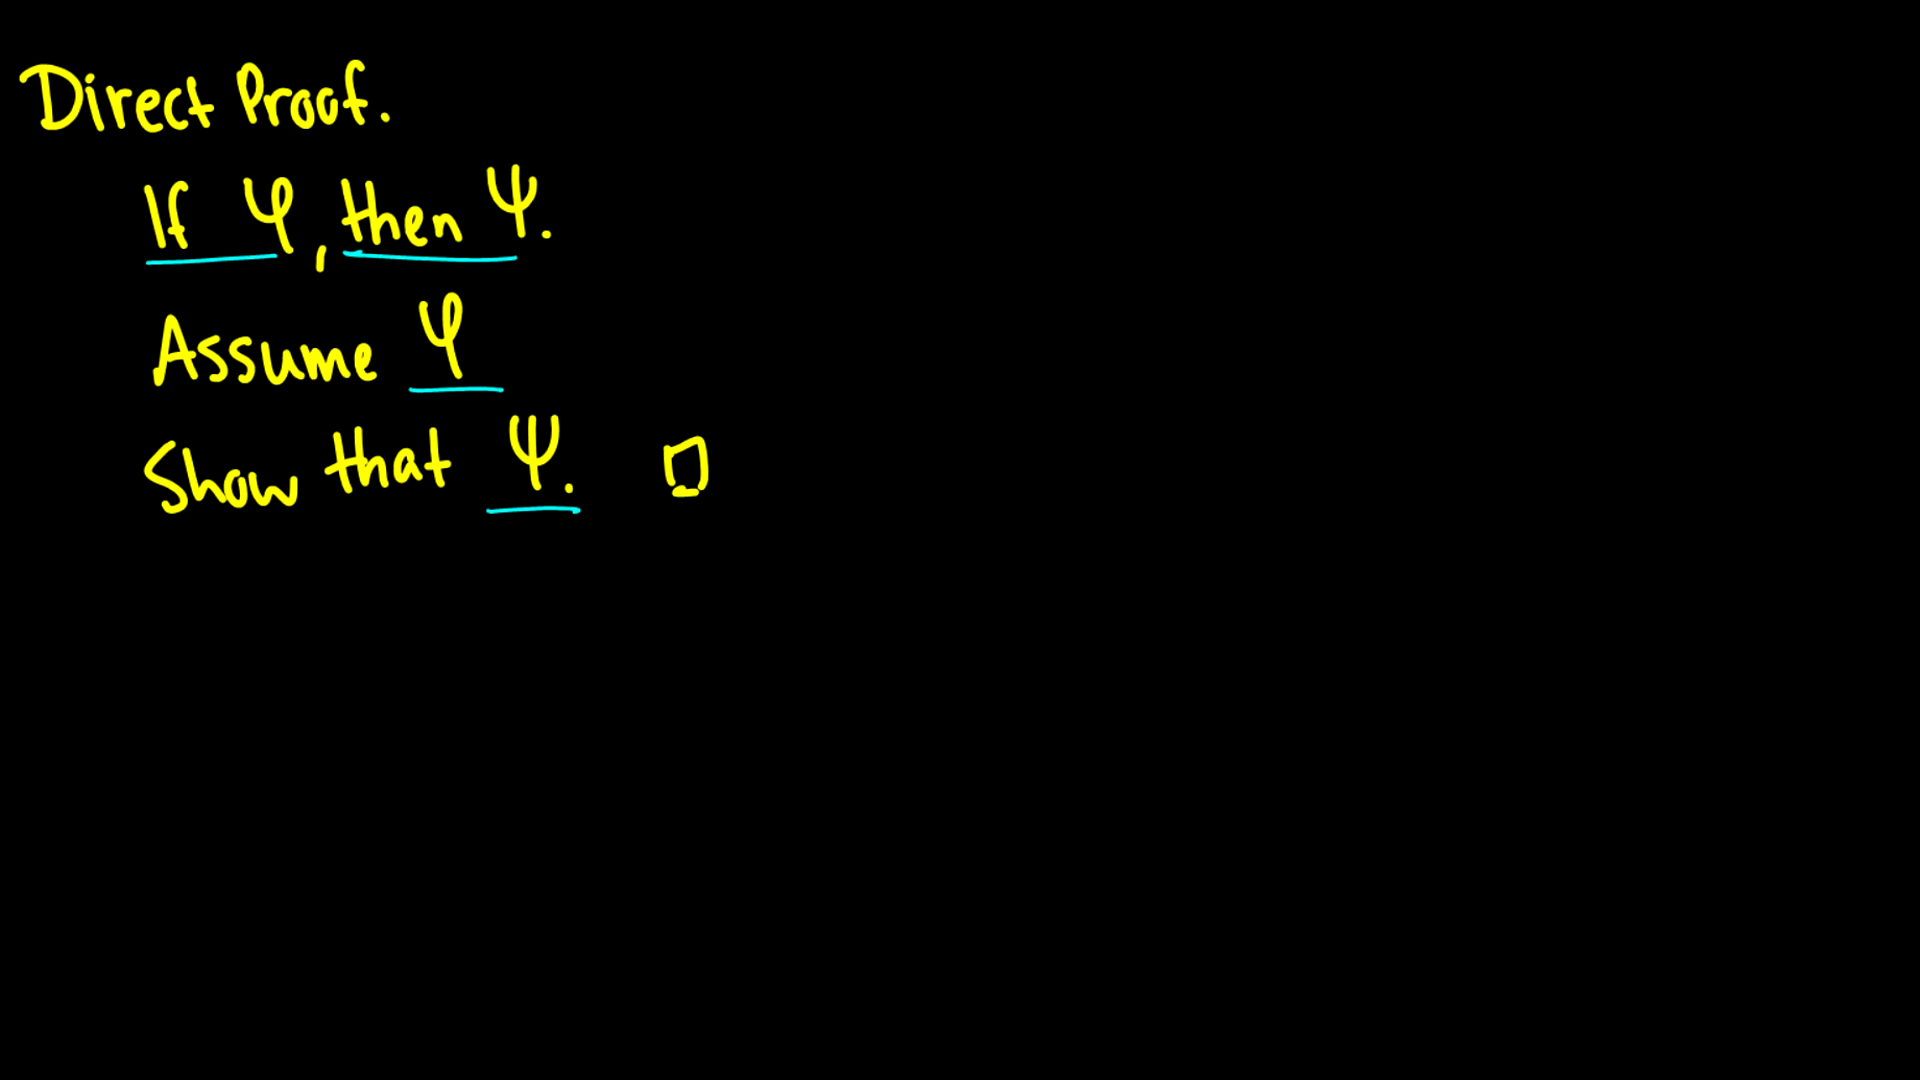 Direct Proof.
If φ, then ψ.
Assume φ
Show that ψ. □